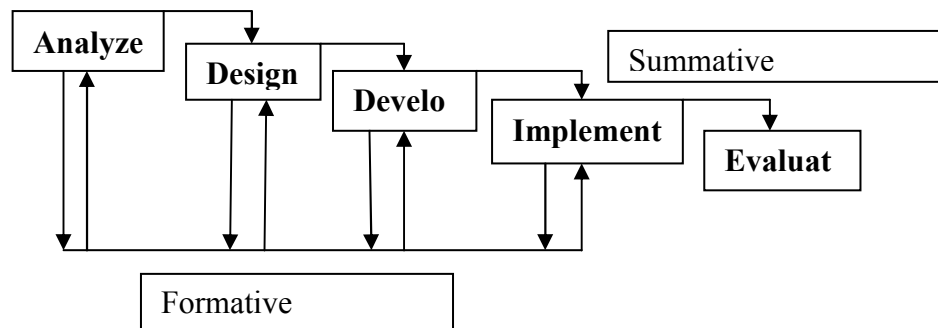 Analyze
Design
Summative
Develo
Implement
Evaluat
Formative